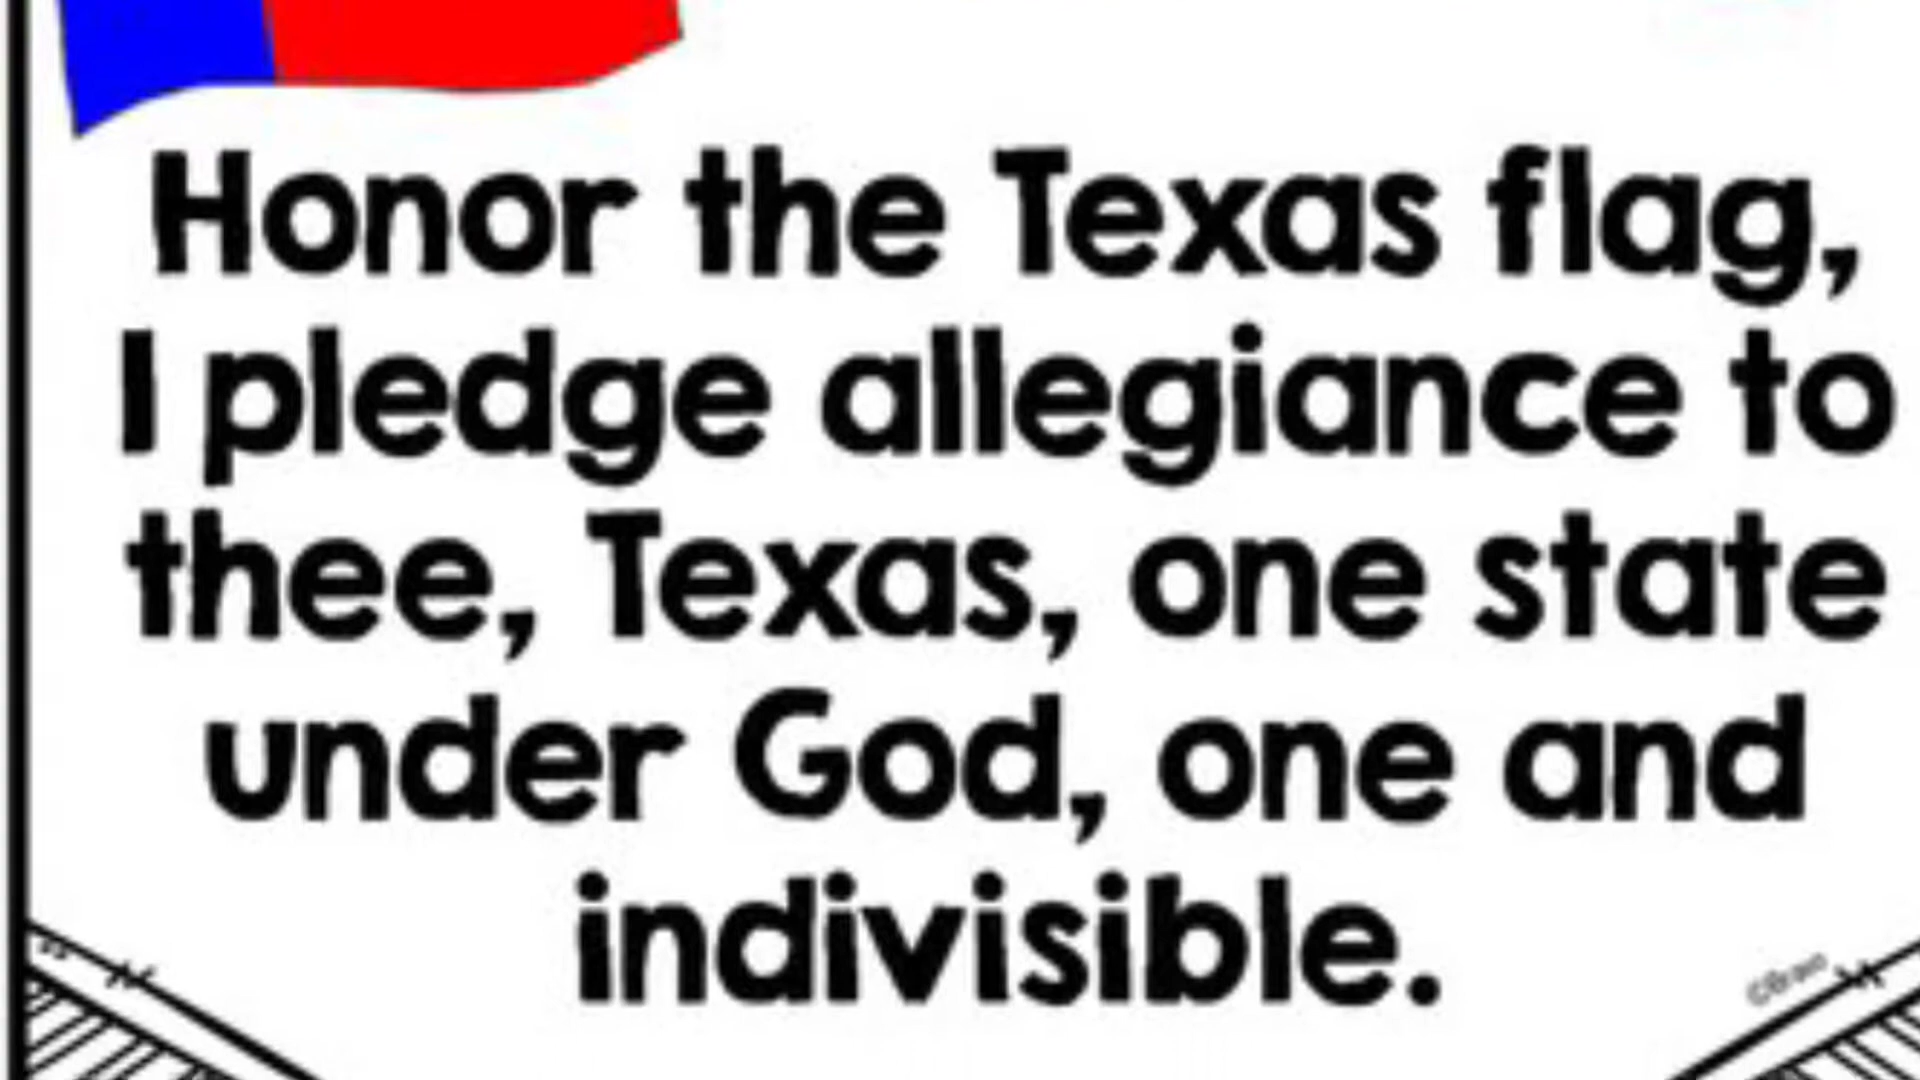 Honor the Texas flag,
I pledge allegiance to
thee, Texas, one state
under God, one and
indivisible.